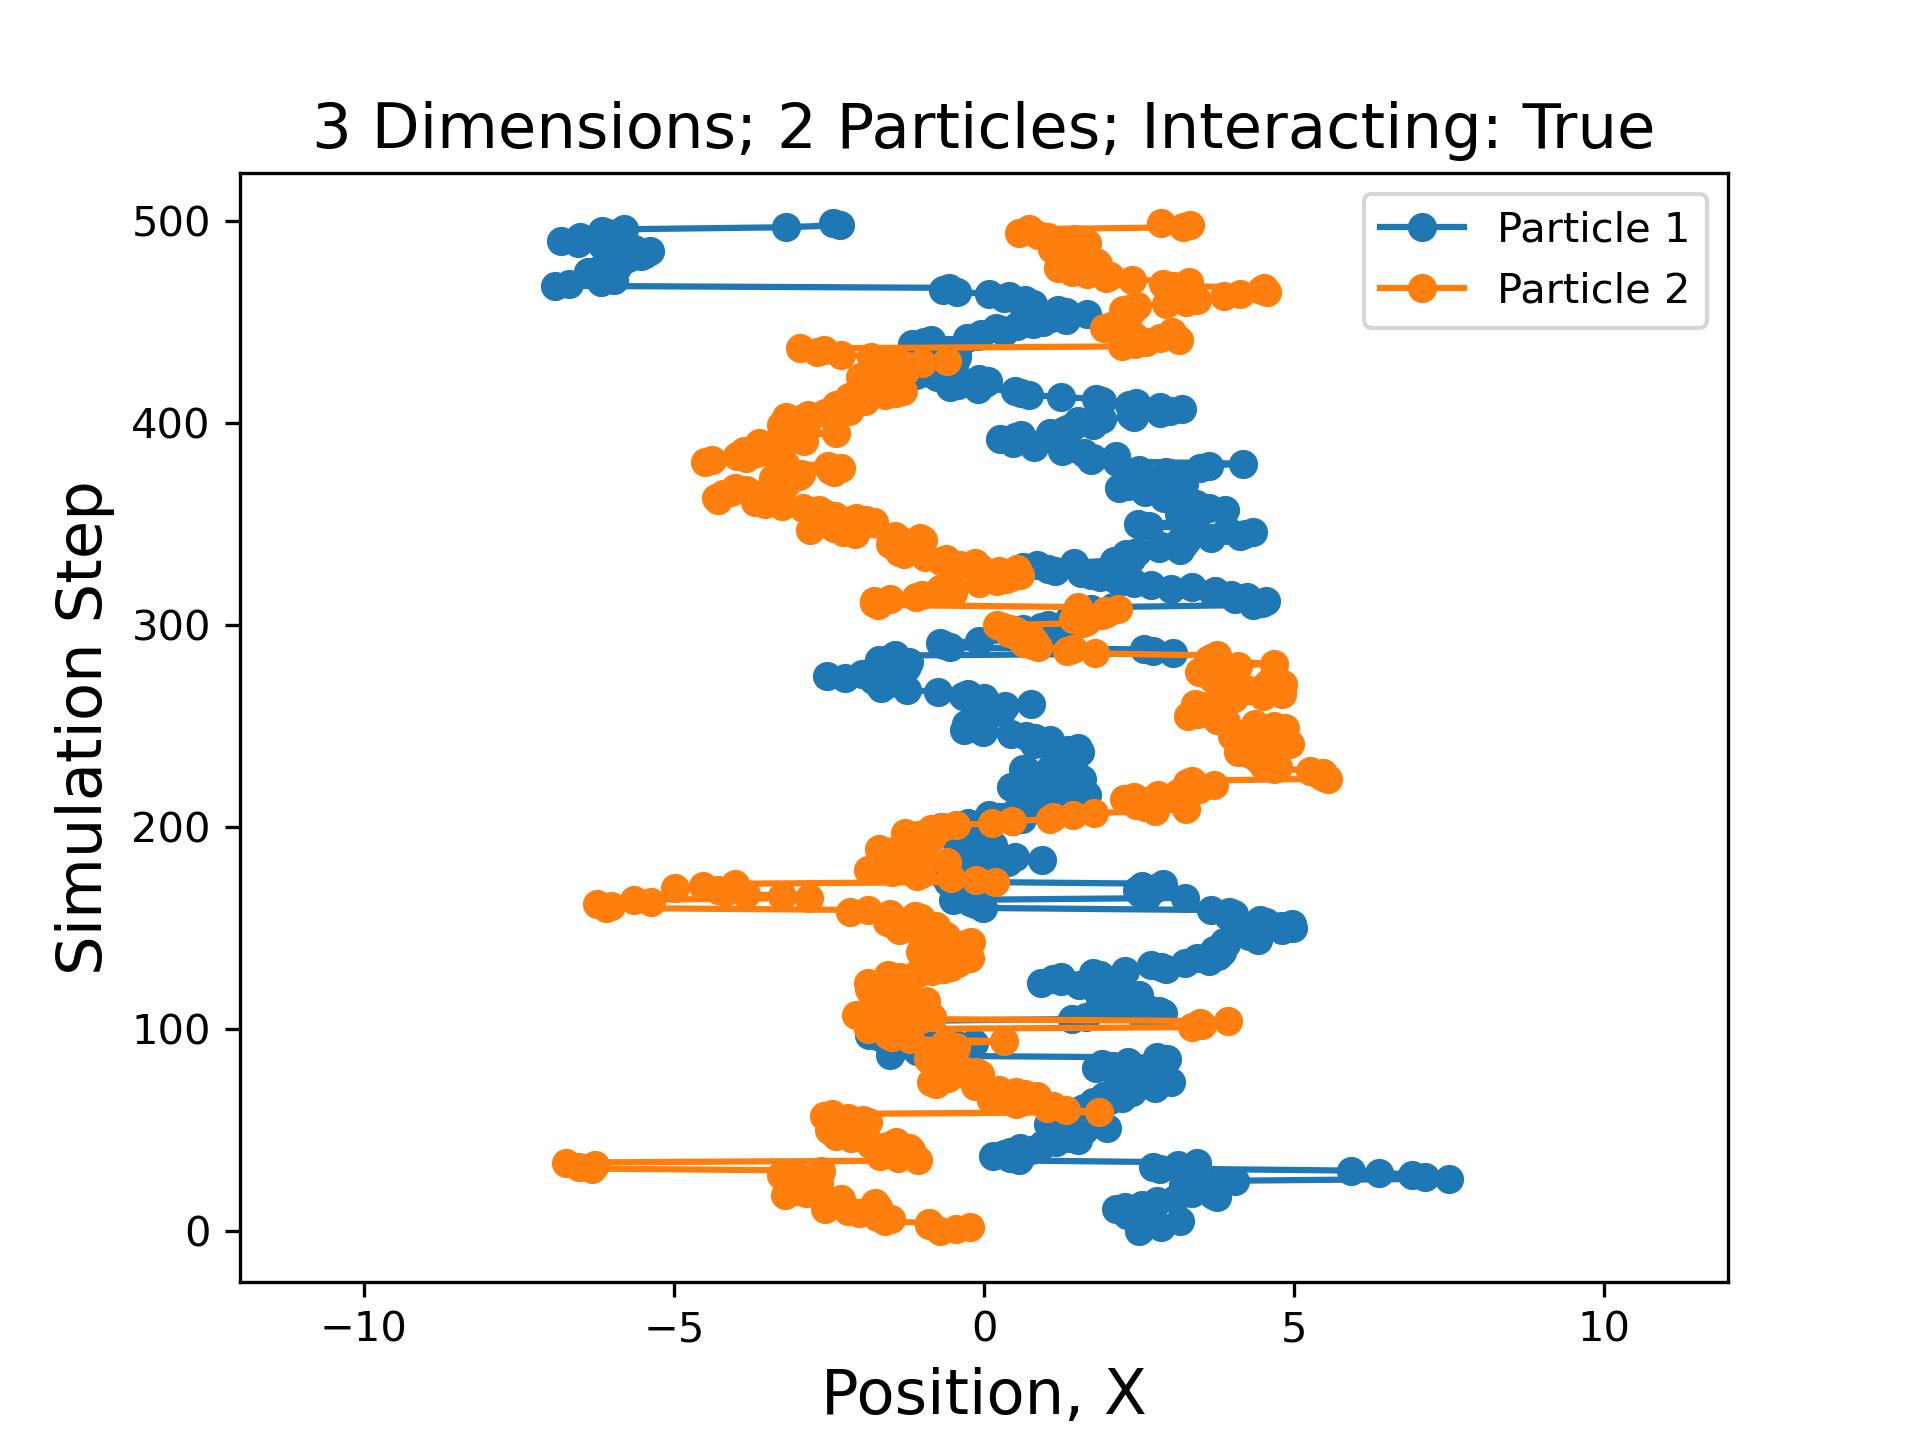 3 Dimensions; 2 Particles; Interacting: True
Particle 1
Particle 2
500
400
300
200
100
0
Simulation Step
−10
−5
0
5
10
Position, X